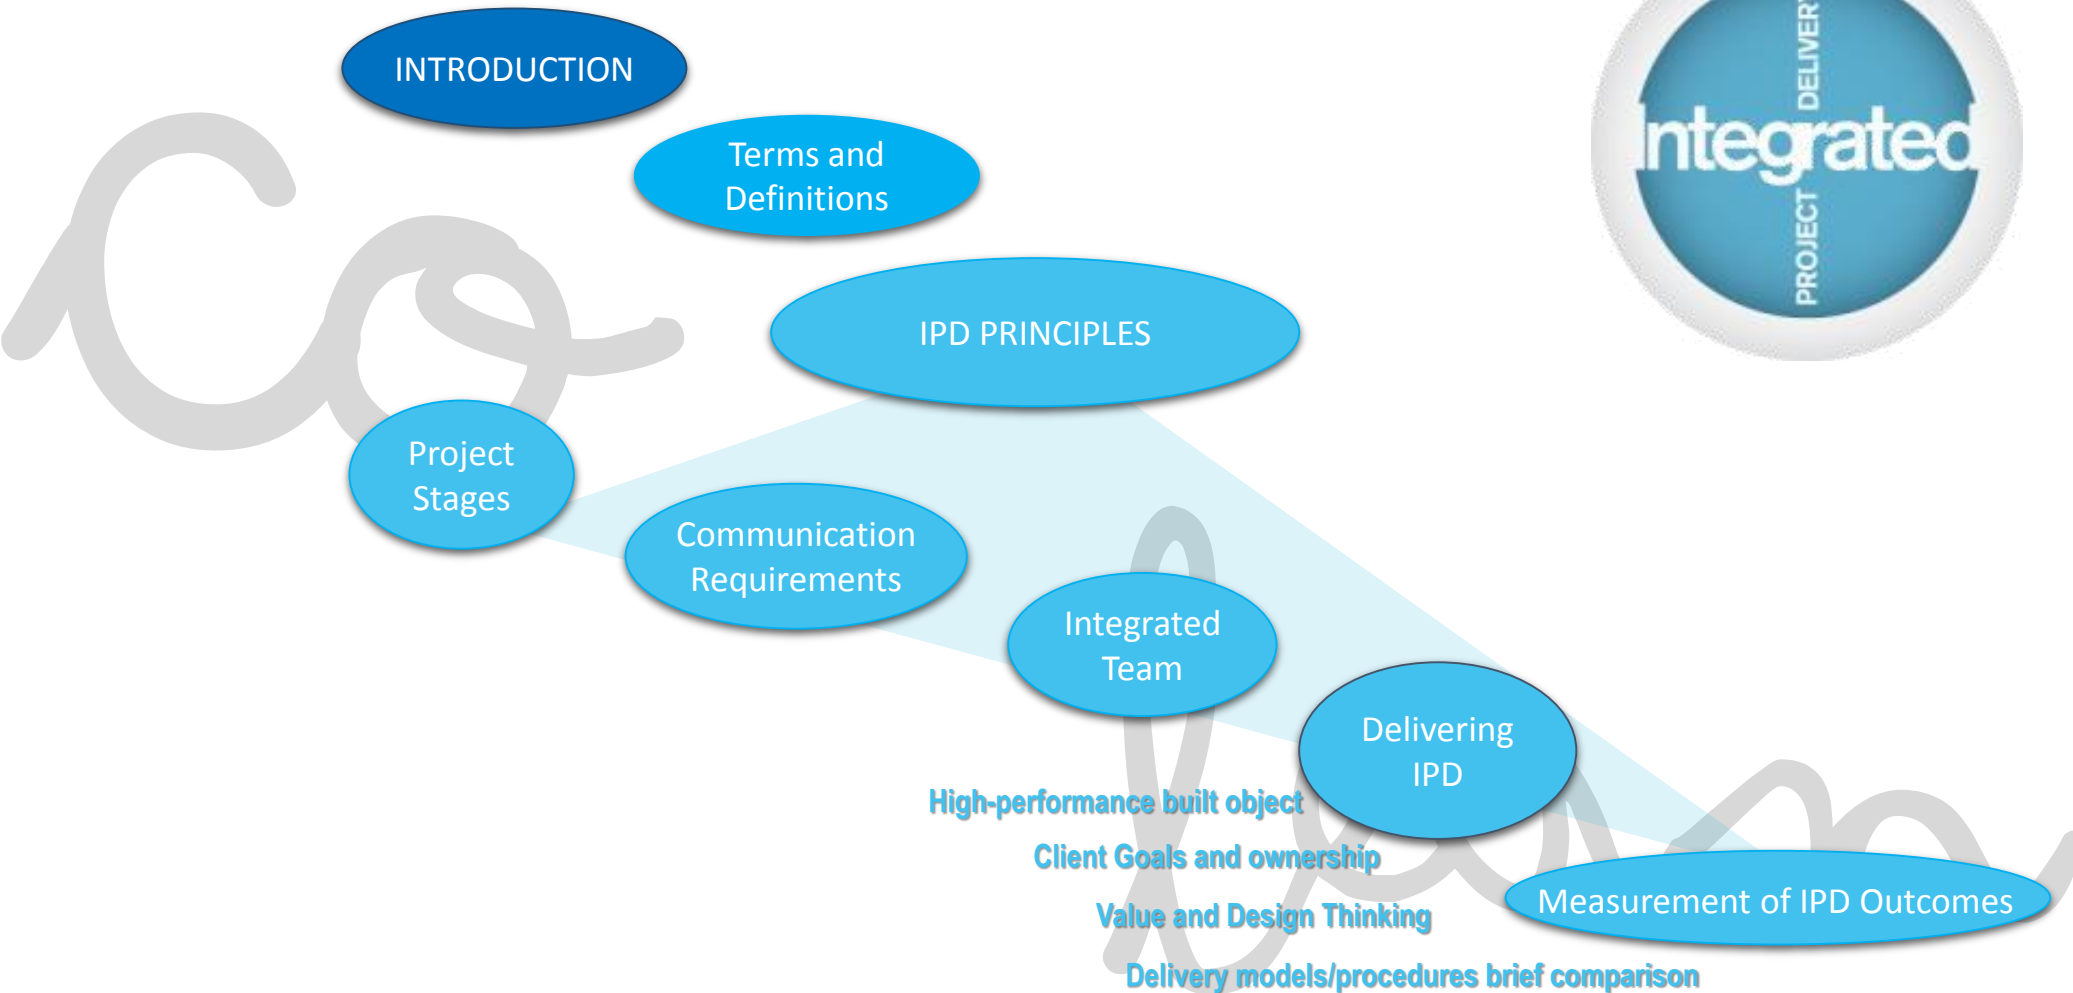 INTRODUCTION
Terms and
Definitions
IPD PRINCIPLES
Project
Stages
Communication
Requirements
Integrated
Team
Delivering
IPD
High-performance built object
Client Goals and ownership
Value and Design Thinking
Measurement of IPD Outcomes
Delivery models/procedures brief comparison
Integrated
PROJECT DELIVERY
Co